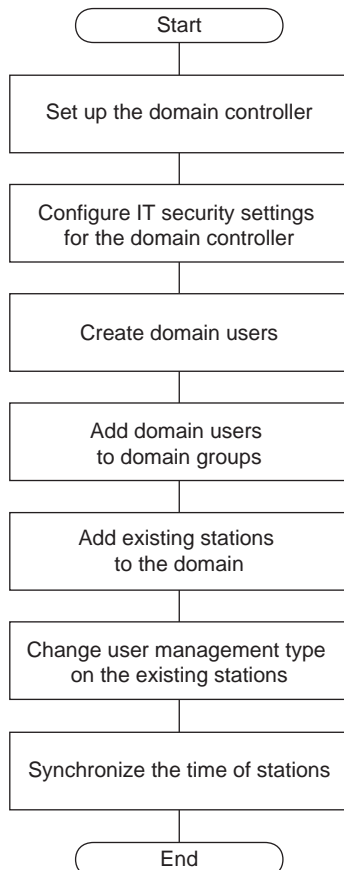 Start
Set up the domain controller
Configure IT security settings
for the domain controller
Create domain users
Add domain users
to domain groups
Add existing stations
to the domain
Change user management type
on the existing stations
Synchronize the time of stations
End